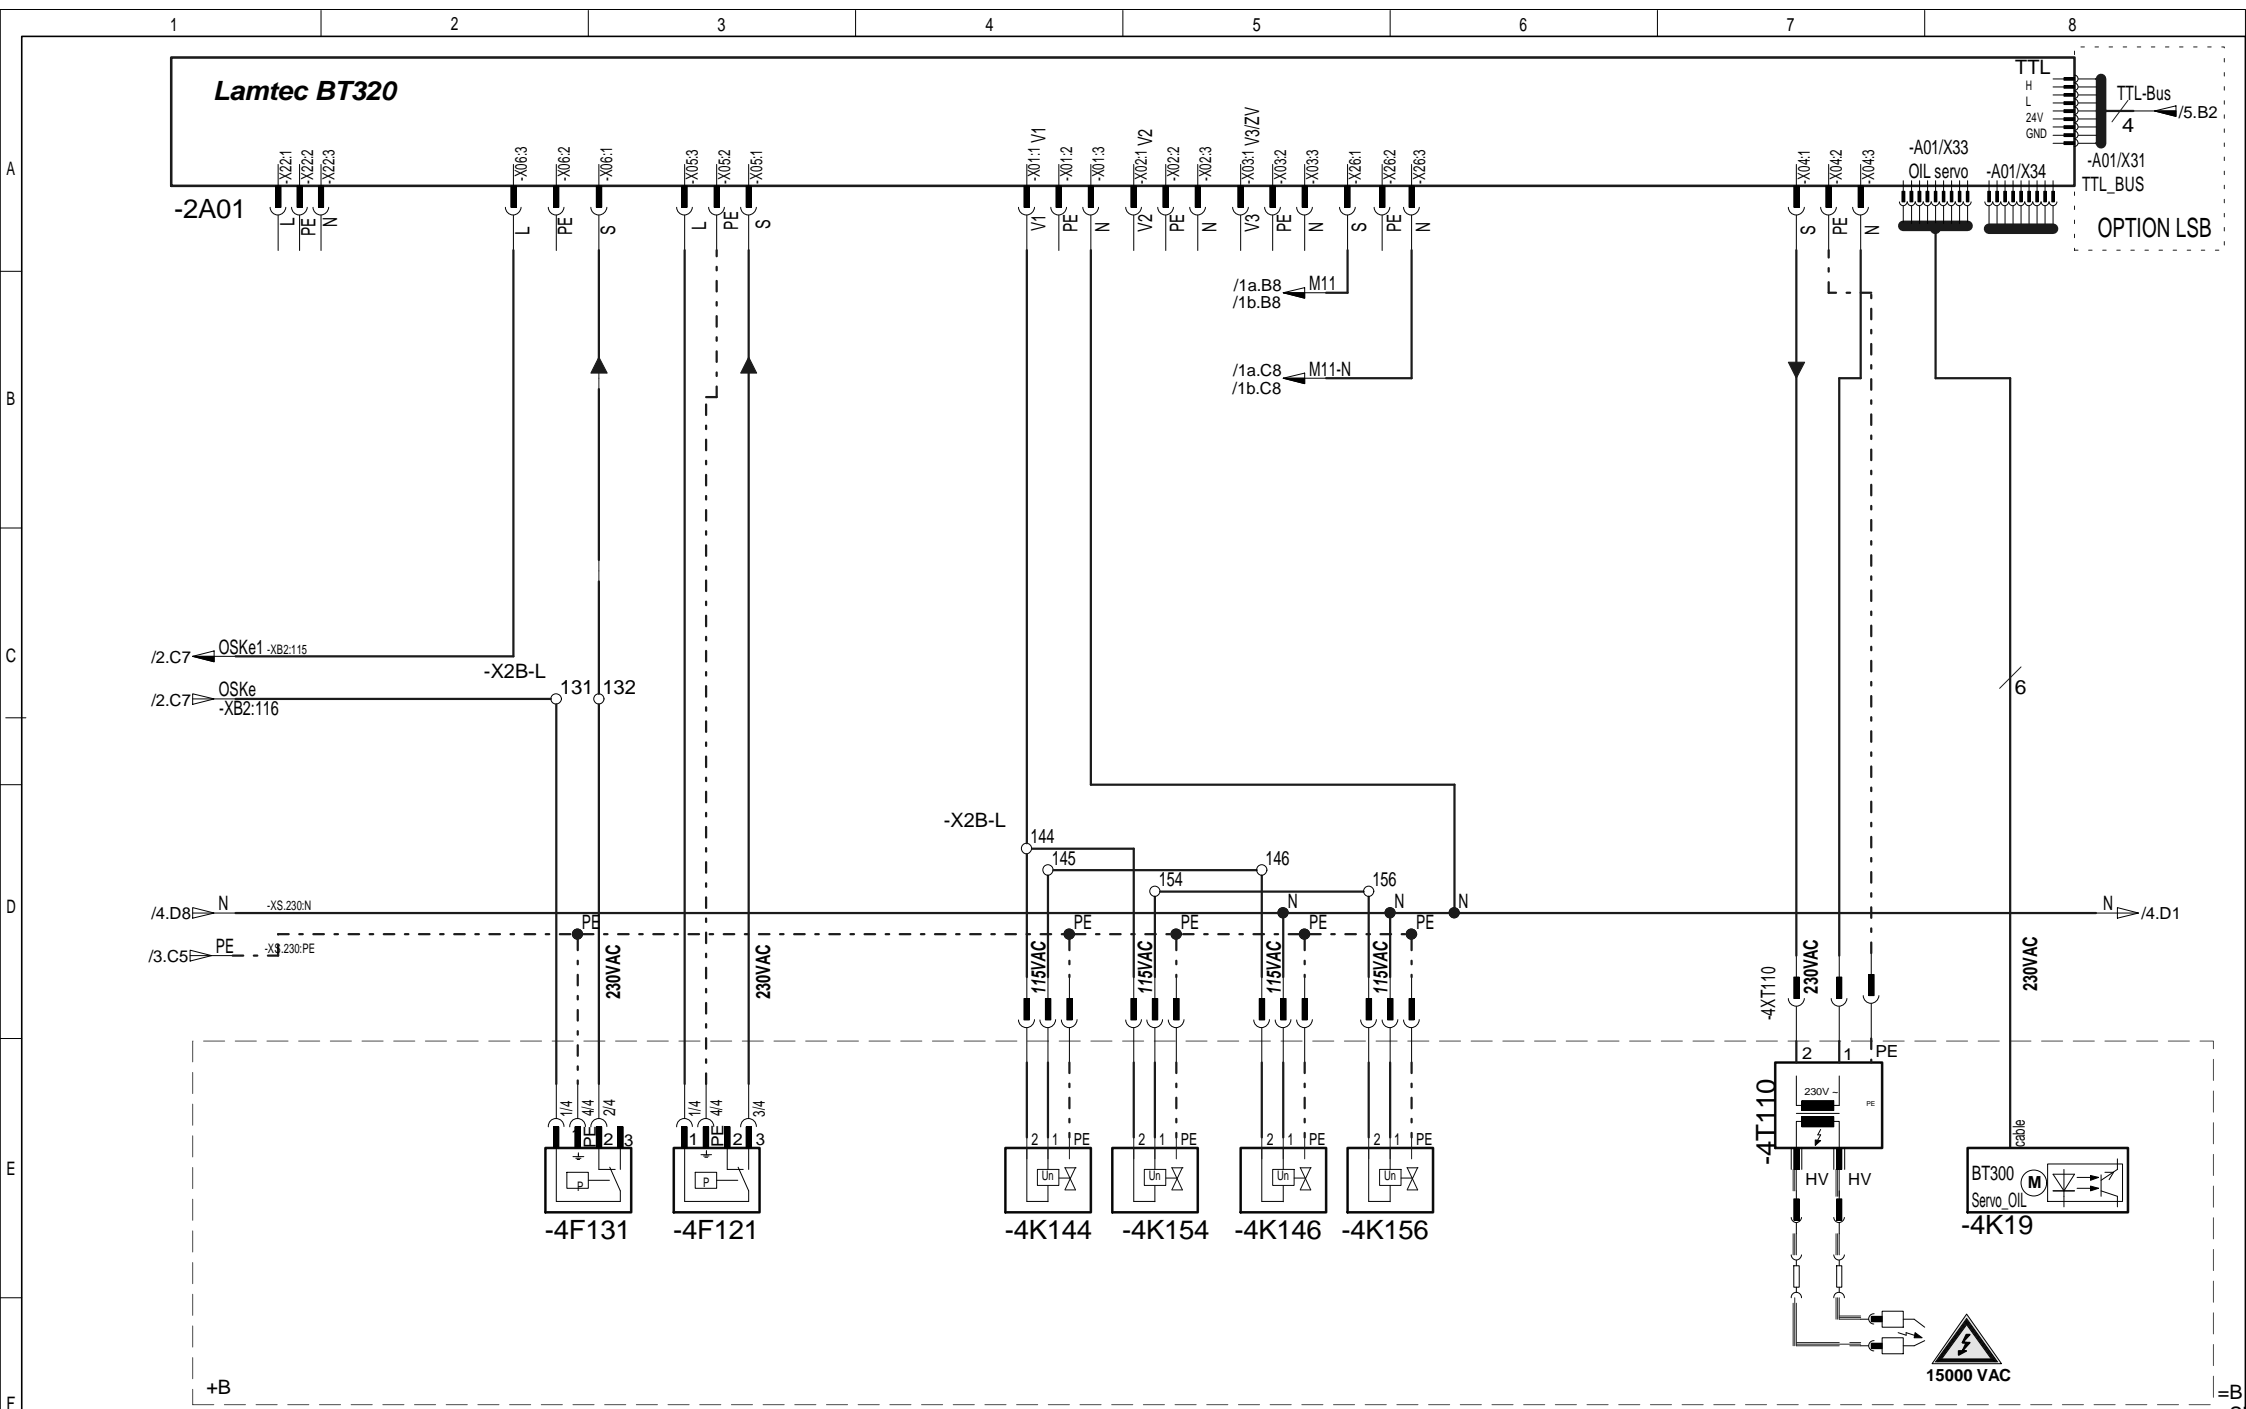 1 2 3 4 5 6 7 8
A
B
C
D
E
F
Lamtec BT320
-2A01
-X22:1 -X22:2 -X22:3
L PE N
-X06:3 -X06:2 -X06:1
L PE S
-X05:3 -X05:2 -X05:1
L PE S
-X01:1 V1 -X01:2 -X01:3
V1 PE N
-X02:1 V2 -X02:2 -X02:3
V2 PE N
-X03:1 V3/ZV -X03:2 -X03:3
V3 PE N
-X26:1 -X26:2 -X26:3
S PE N
-X04:1 -X04:2 -X04:3
S PE N
-A01/X33
OIL servo
-A01/X34
TTL
H
L
24V
GND
TTL-Bus
4
/5.B2
-A01/X31
TTL_BUS
OPTION LSB
/1a.B8 M11
/1b.B8
/1a.C8 M11-N
/1b.C8
/2.C7 OSKe1 -XB2:115
-X2B-L
/2.C7 OSKe
-XB2:116
131 132
6
-X2B-L
144
145 146
154 156
/4.D8 N -XS.230:N
N N N
N /4.D1
/3.C5 PE -XS.230:PE
PE PE PE PE PE
230VAC
230VAC
115VAC
115VAC
115VAC
115VAC
-4XT110
230VAC
230VAC
1/4 4/4 2/4
PE 2 3
P
-4F131
1/4 4/4 3/4
1 PE 2 3
P
-4F121
2 1 PE
Un
-4K144
2 1 PE
Un
-4K154
2 1 PE
Un
-4K146
2 1 PE
Un
-4K156
2 1 PE
230V ~
PE
-4T110
HV HV
cable
BT300
M
Servo_OIL
-4K19
15000 VAC
+B
=B